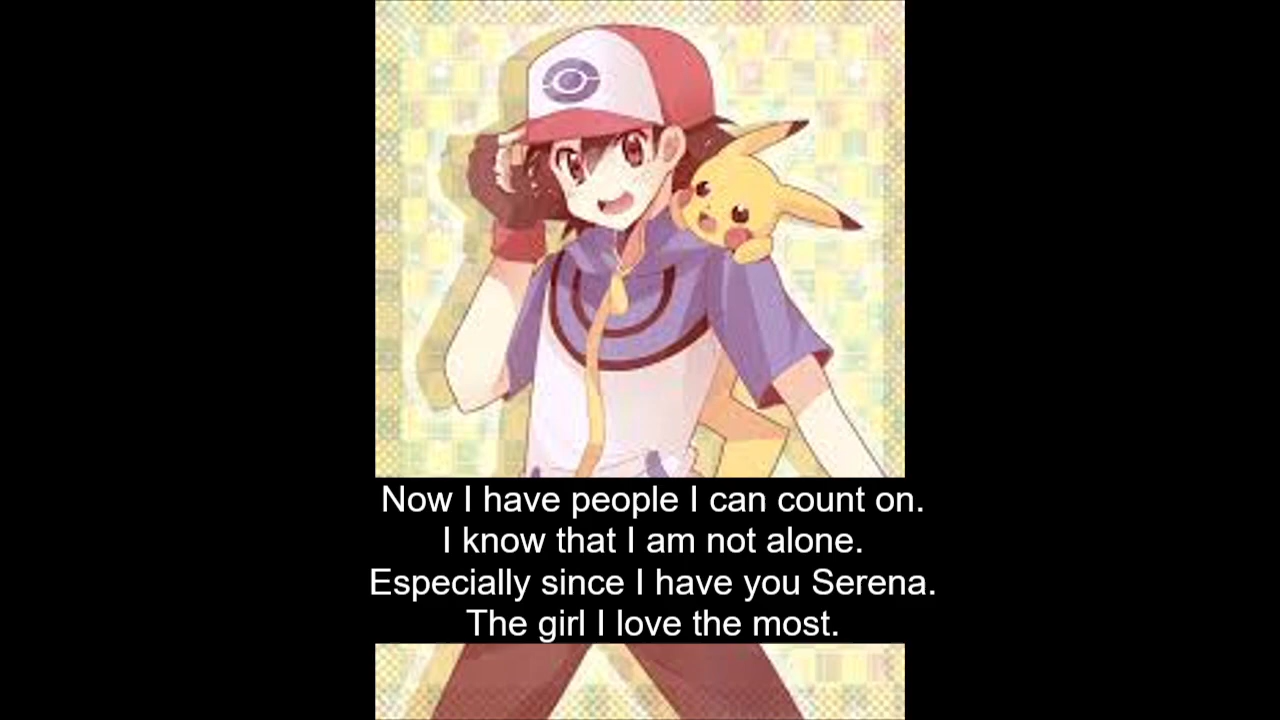 Now I have people I can count on.
I know that I am not alone.
Especially since I have you Serena.
The girl I love the most.